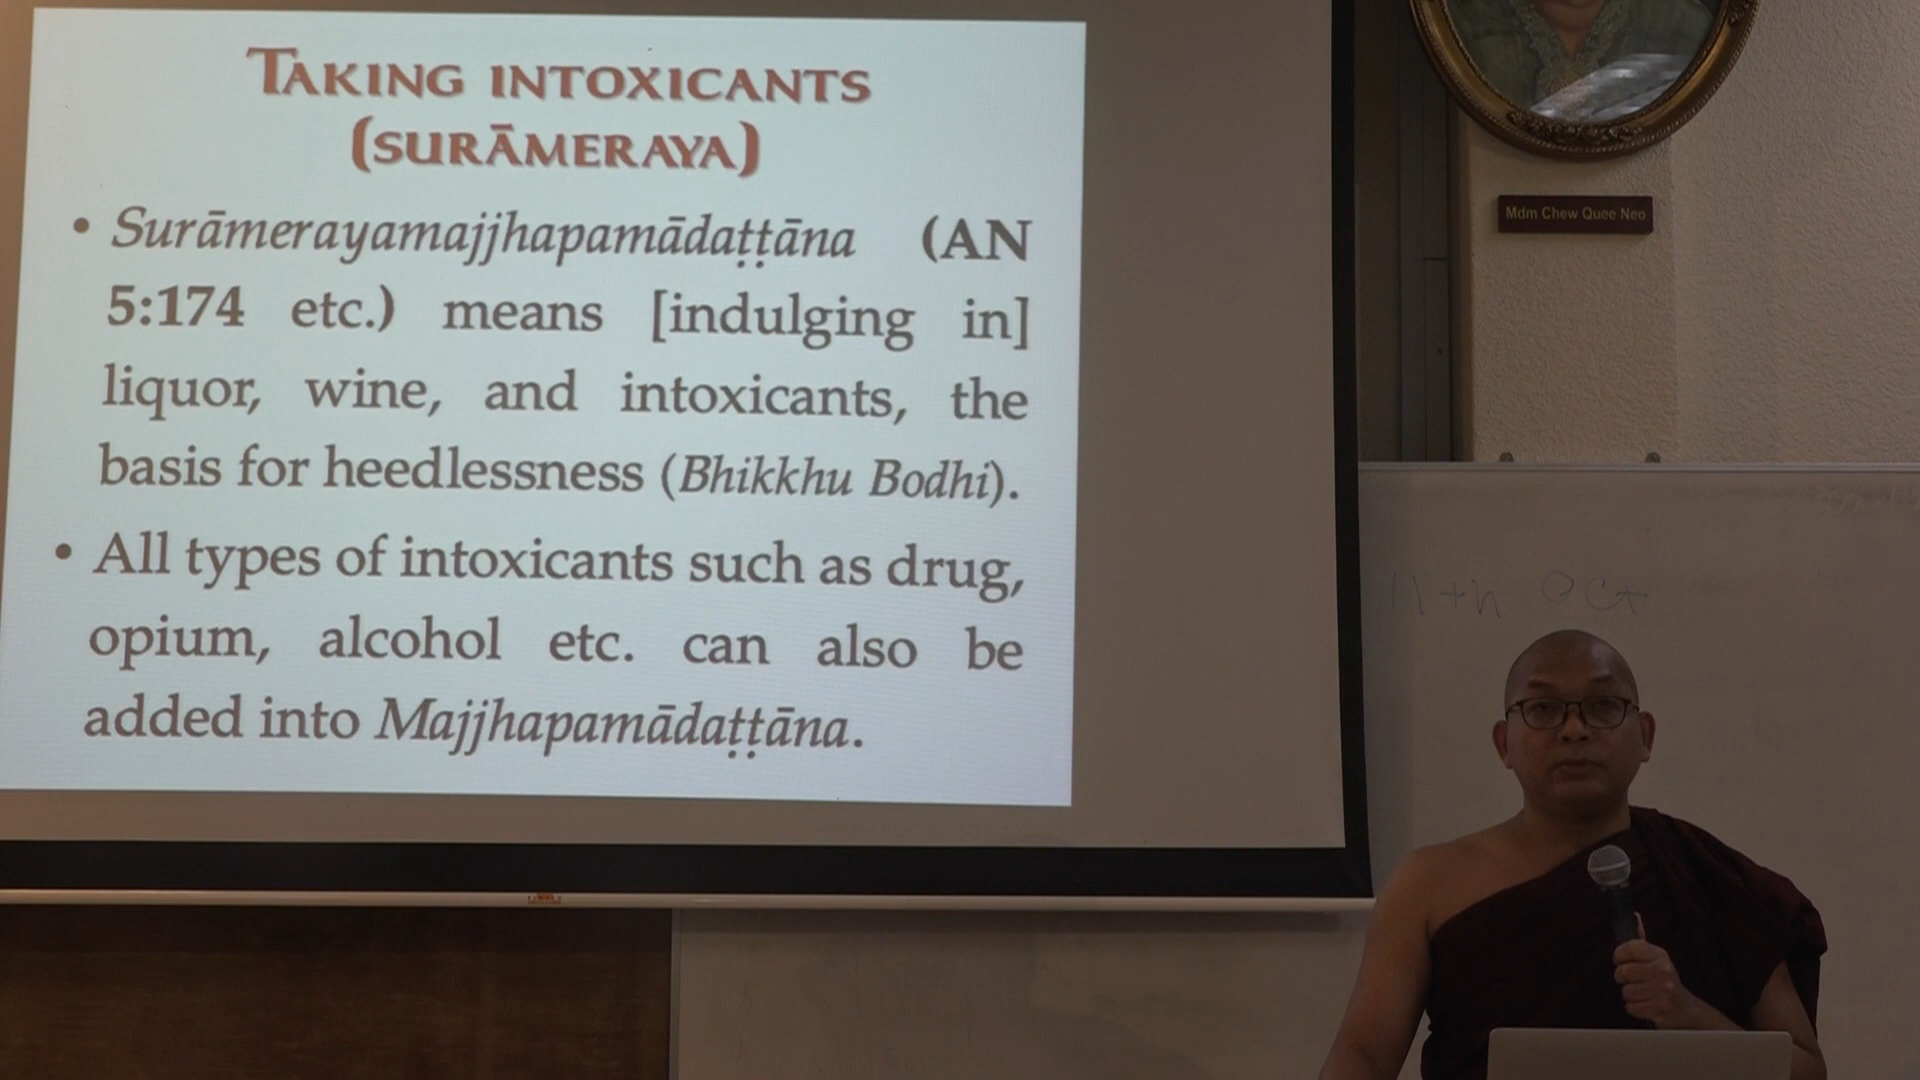 TAKING INTOXICANTS
(SURĀMERAYA)
• Surāmerayamajjhapamādaṭṭāna (AN
5:174 etc.) means [indulging in]
liquor, wine, and intoxicants, the
basis for heedlessness (Bhikkhu Bodhi).
• All types of intoxicants such as drug,
opium, alcohol etc. can also be
added into Majjhapamādaṭṭāna.
Mdm Chew Quee Neo
11th Oct